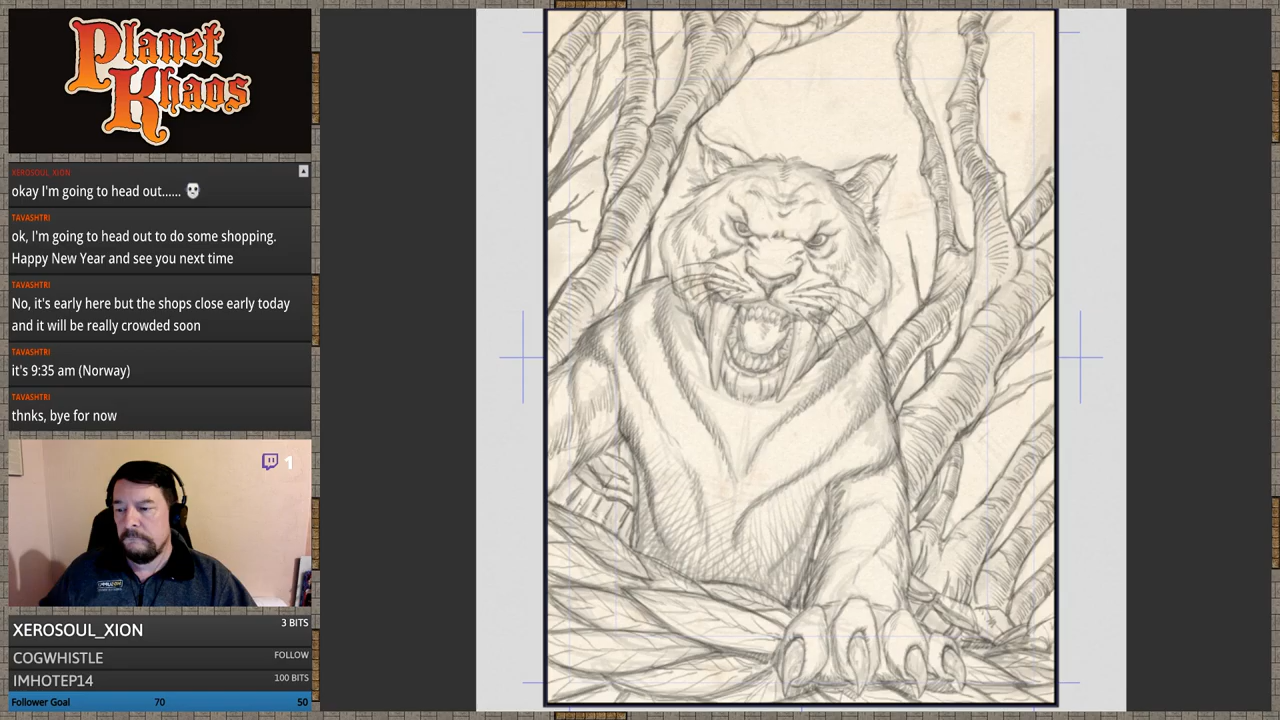 Planet
Khaos
XEROSOUL_XION
okay I'm going to head out......
TAVASHTRI
ok, I'm going to head out to do some shopping.
Happy New Year and see you next time
TAVASHTRI
No, it's early here but the shops close early today
and it will be really crowded soon
TAVASHTRI
it's 9:35 am (Norway)
TAVASHTRI
thnks, bye for now
1
XEROSOUL_XION 3 BITS
COGWHISTLE FOLLOW
IMHOTEP14 100 BITS
Follower Goal 70 50